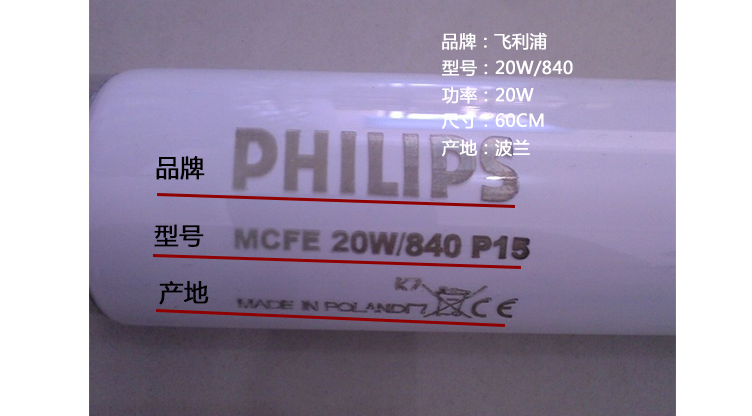 品牌：飞利浦
型号：20W/840
功率：20W
尺寸：60CM
产地：波兰
品牌 PHILIPS
型号 MCFE 20W/840 P15
K7
产地 MADE IN POLAND CE